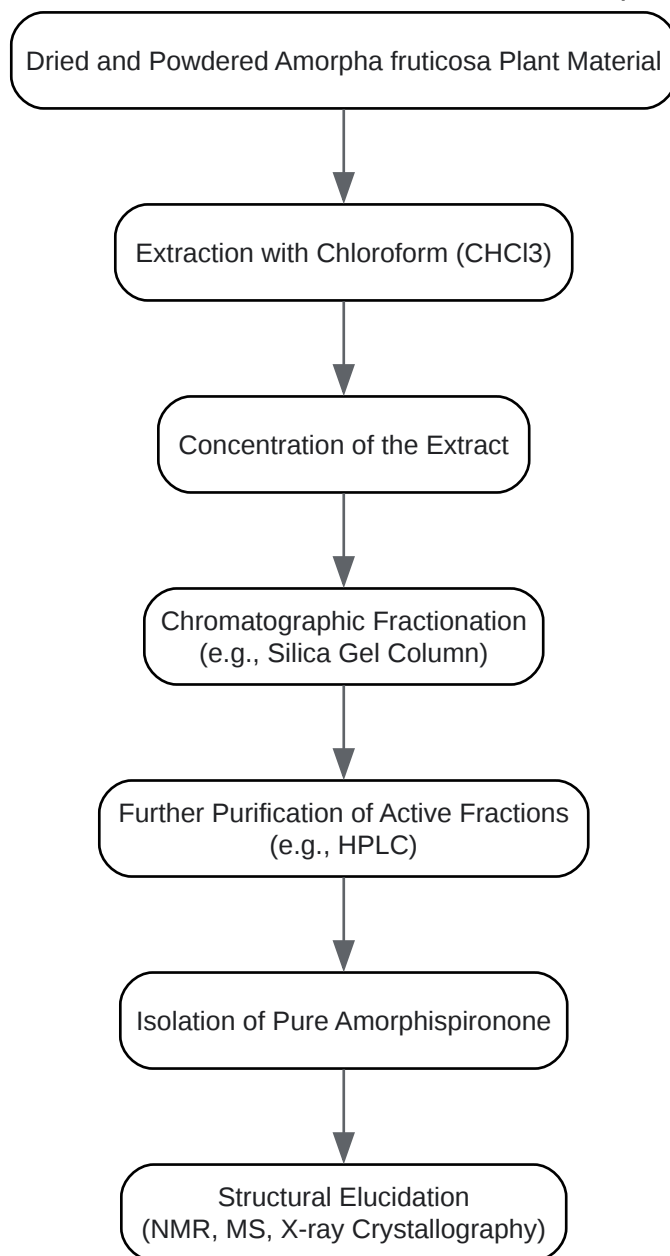 Dried and Powdered Amorpha fruticosa Plant Material
Extraction with Chloroform (CHCl3)
Concentration of the Extract
Chromatographic Fractionation
(e.g., Silica Gel Column)
Further Purification of Active Fractions
(e.g., HPLC)
Isolation of Pure Amorphispironone
Structural Elucidation
(NMR, MS, X-ray Crystallography)